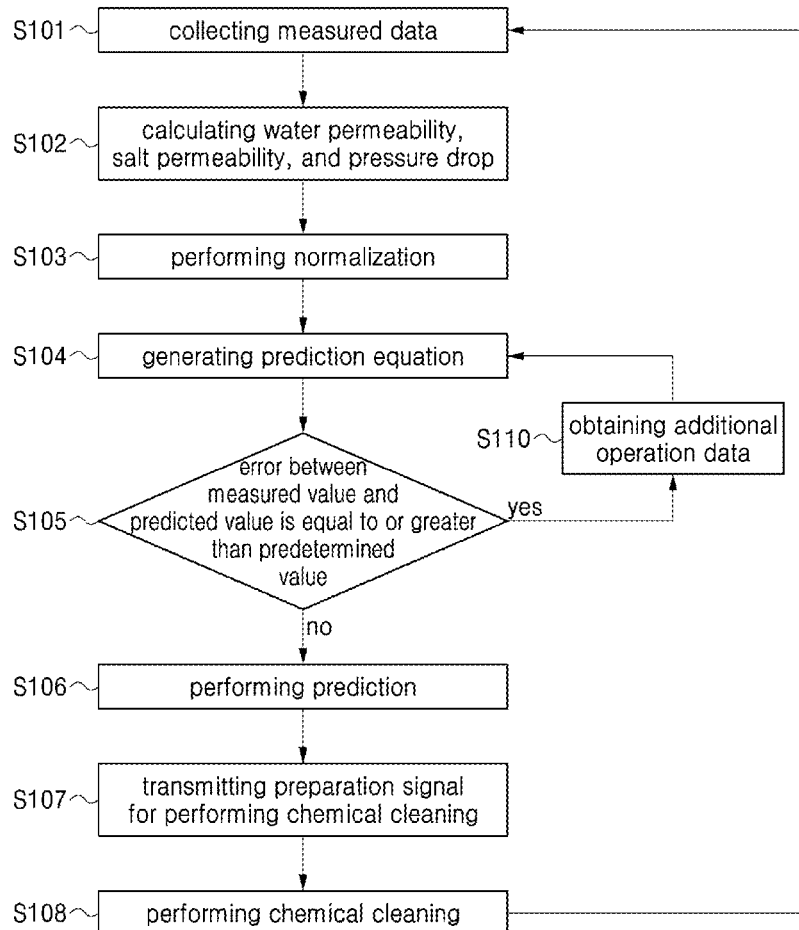 S101
collecting measured data
S102
calculating water permeability,
salt permeability, and pressure drop
S103
performing normalization
S104
generating prediction equation
S110
obtaining additional
operation data
S105
error between
measured value and
predicted value is equal to or greater
than predetermined
value
yes
no
S106
performing prediction
S107
transmitting preparation signal
for performing chemical cleaning
S108
performing chemical cleaning